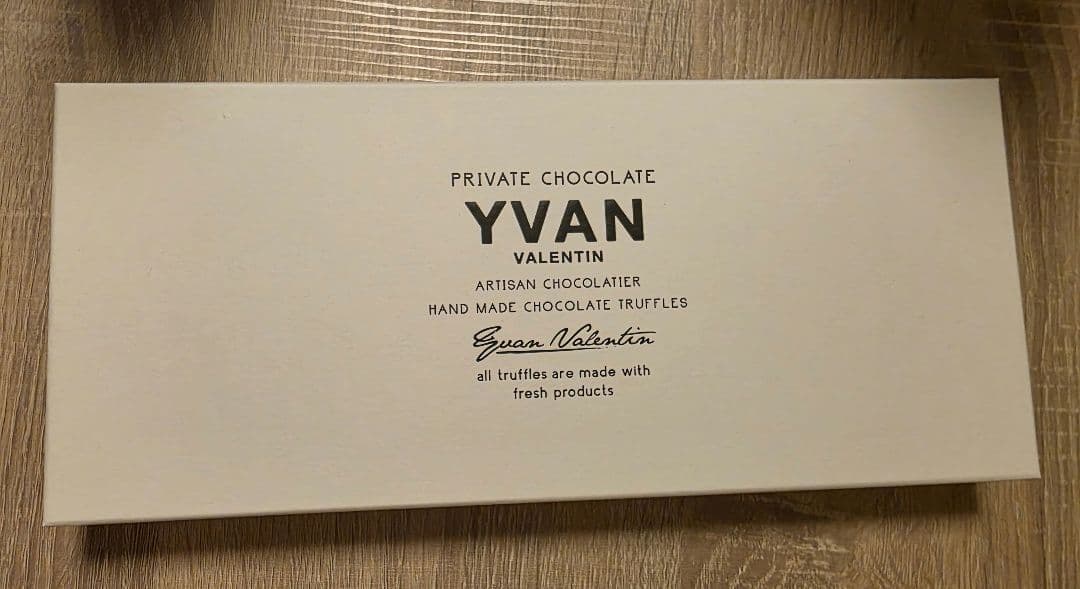 PRIVATE CHOCOLATE
YVAN
VALENTIN
ARTISAN CHOCOLATIER
HAND MADE CHOCOLATE TRUFFLES
Yvan Valentin
all truffles are made with
fresh products